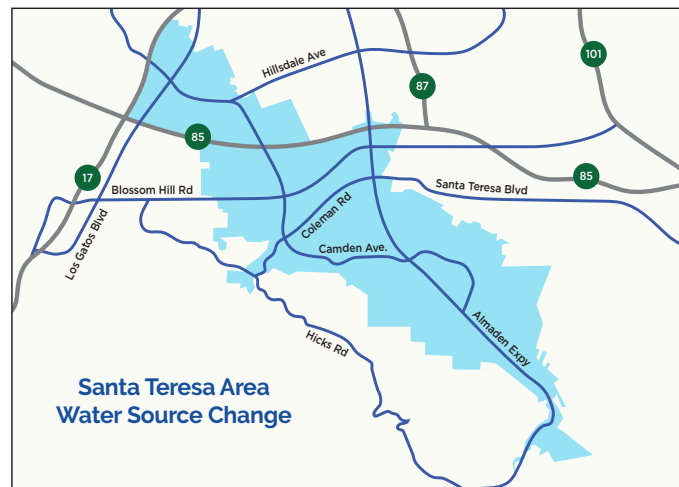 101
Hillsdale Ave
87
85
17
85
Blossom Hill Rd
Santa Teresa Blvd
Coleman Rd
Los Gatos Blvd
Camden Ave.
Hicks Rd
Almaden Expy
Santa Teresa Area
Water Source Change